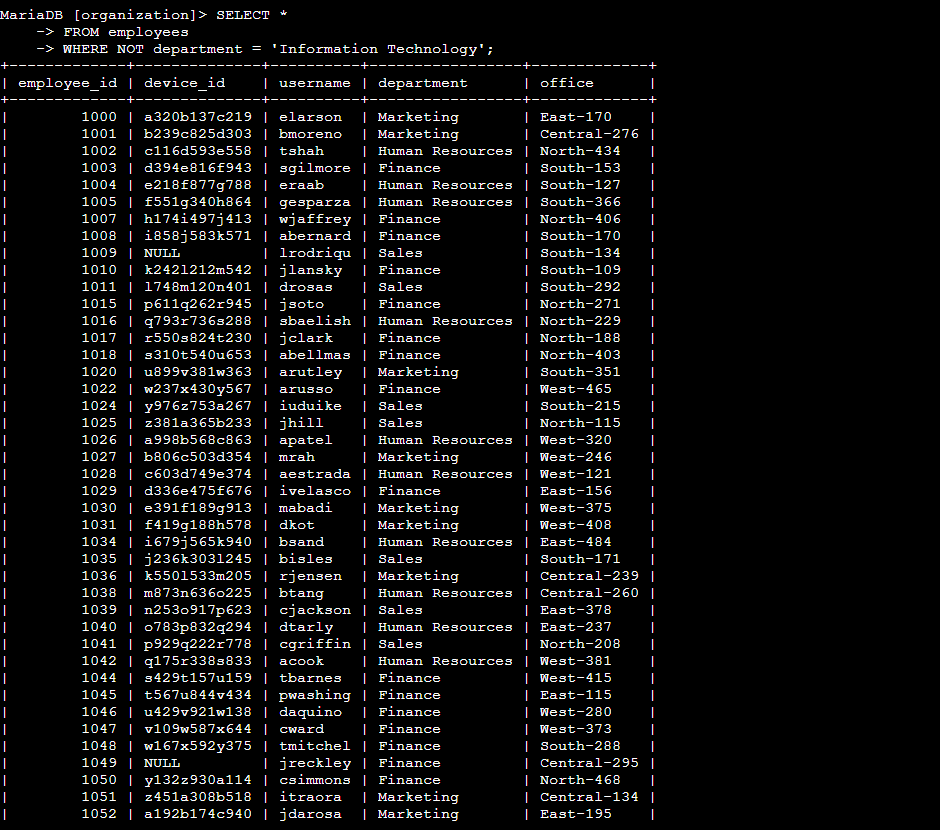 MariaDB [organization]> SELECT *
    -> FROM employees
    -> WHERE NOT department = 'Information Technology';
+-------------+--------------+----------+-----------------+-------------+
| employee_id | device_id    | username | department      | office      |
+-------------+--------------+----------+-----------------+-------------+
|        1000 | a320b137c219 | elarson  | Marketing       | East-170    |
|        1001 | b239c825d303 | bmoreno  | Marketing       | Central-276 |
|        1002 | c116d593e558 | tshah    | Human Resources | North-434   |
|        1003 | d394e816f943 | sgilmore | Finance         | South-153   |
|        1004 | e218f877g788 | eraab    | Human Resources | South-127   |
|        1005 | f551g340h864 | gesparza | Human Resources | South-366   |
|        1007 | h174i497j413 | wjaffrey | Finance         | North-406   |
|        1008 | i858j583k571 | abernard | Finance         | South-170   |
|        1009 | NULL         | lrodriqu | Sales           | South-134   |
|        1010 | k242l212m542 | jlansky  | Finance         | South-109   |
|        1011 | l748m120n401 | drosas   | Sales           | South-292   |
|        1015 | p611q262r945 | jsoto    | Finance         | North-271   |
|        1016 | q793r736s288 | sbaelish | Human Resources | North-229   |
|        1017 | r550s824t230 | jclark   | Finance         | North-188   |
|        1018 | s310t540u653 | abellmas | Finance         | North-403   |
|        1020 | u899v381w363 | arutley  | Marketing       | South-351   |
|        1022 | w237x430y567 | arusso   | Finance         | West-465    |
|        1024 | y976z753a267 | iuduike  | Sales           | South-215   |
|        1025 | z381a365b233 | jhill    | Sales           | North-115   |
|        1026 | a998b568c863 | apatel   | Human Resources | West-320    |
|        1027 | b806c503d354 | mrah     | Marketing       | West-246    |
|        1028 | c603d749e374 | aestrada | Human Resources | West-121    |
|        1029 | d336e475f676 | ivelasco | Finance         | East-156    |
|        1030 | e391f189g913 | mabadi   | Marketing       | West-375    |
|        1031 | f419g188h578 | dkot     | Marketing       | West-408    |
|        1034 | i679j565k940 | bsand    | Human Resources | East-484    |
|        1035 | j236k303l245 | bisles   | Sales           | South-171   |
|        1036 | k550l533m205 | rjensen  | Marketing       | Central-239 |
|        1038 | m873n636o225 | btang    | Human Resources | Central-260 |
|        1039 | n253o917p623 | cjackson | Sales           | East-378    |
|        1040 | o783p832q294 | dtarly   | Human Resources | East-237    |
|        1041 | p929q222r778 | cgriffin | Sales           | North-208   |
|        1042 | q175r338s833 | acook    | Human Resources | West-381    |
|        1044 | s429t157u159 | tbarnes  | Finance         | West-415    |
|        1045 | t567u844v434 | pwashing | Finance         | East-115    |
|        1046 | u429v921w138 | daquino  | Finance         | West-280    |
|        1047 | v109w587x644 | cward    | Finance         | West-373    |
|        1048 | w167x592y375 | tmitchel | Finance         | South-288   |
|        1049 | NULL         | jreckley | Finance         | Central-295 |
|        1050 | y132z930a114 | csimmons | Finance         | North-468   |
|        1051 | z451a308b518 | itraora  | Marketing       | Central-134 |
|        1052 | a192b174c940 | jdarosa  | Marketing       | East-195    |